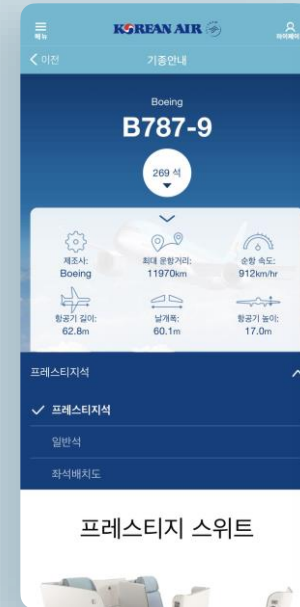 메뉴
KOREAN AIR
마이페이지
이전
기종안내
Boeing
B787-9
269 석
제조사:
Boeing
최대 운항거리:
11970km
순항 속도:
912km/hr
항공기 길이:
62.8m
날개폭:
60.1m
항공기 높이:
17.0m
프레스티지석
프레스티지석
일반석
좌석배치도
프레스티지 스위트